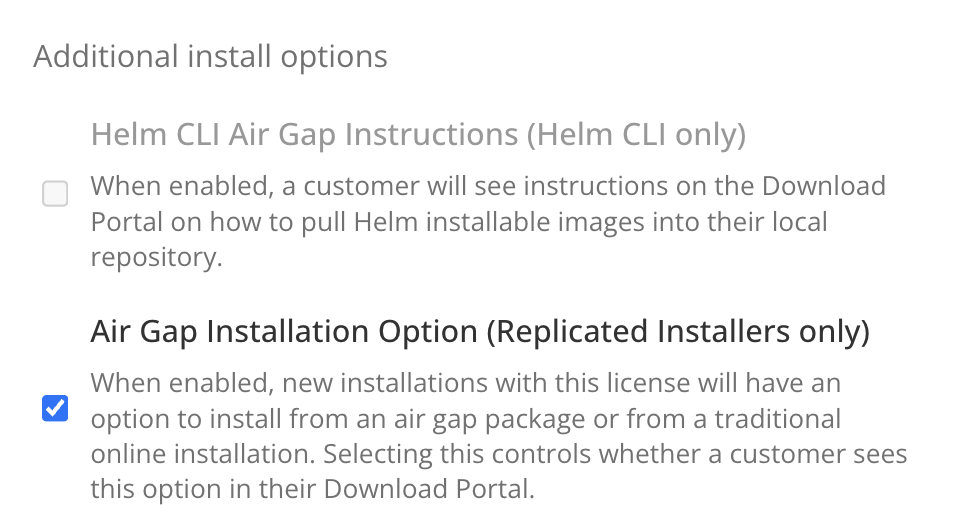 Additional install options
Helm CLI Air Gap Instructions (Helm CLI only)
When enabled, a customer will see instructions on the Download
Portal on how to pull Helm installable images into their local
repository.
Air Gap Installation Option (Replicated Installers only)
When enabled, new installations with this license will have an
option to install from an air gap package or from a traditional
online installation. Selecting this controls whether a customer sees
this option in their Download Portal.